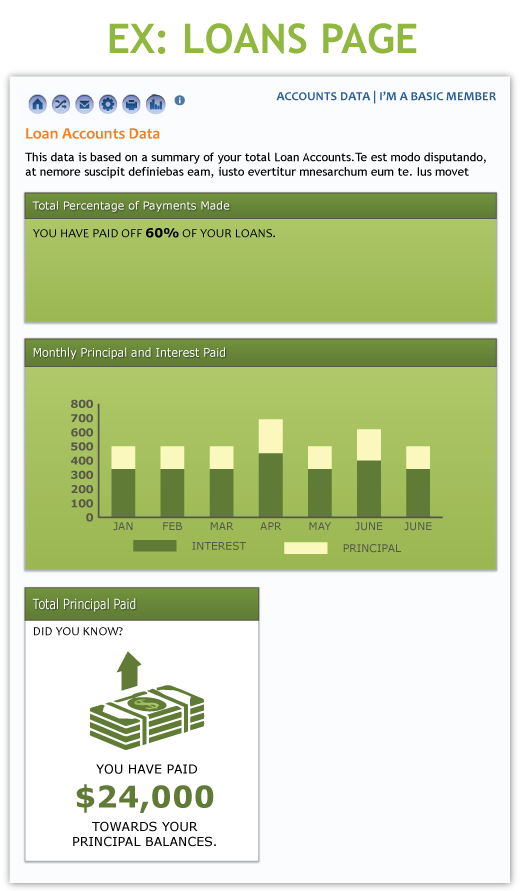 EX: LOANS PAGE
ACCOUNTS DATA | I'M A BASIC MEMBER
Loan Accounts Data
This data is based on a summary of your total Loan Accounts.Te est modo disputando,
at nemore suscipit definiebas eam, iusto evertitur mnesarchum eum te. Ius movet
Total Percentage of Payments Made
YOU HAVE PAID OFF 60% OF YOUR LOANS.
Monthly Principal and Interest Paid
800
700
600
500
400
300
200
100
0
JAN FEB MAR APR MAY JUNE JUNE
INTEREST PRINCIPAL
Total Principal Paid
DID YOU KNOW?
$
YOU HAVE PAID
$24,000
TOWARDS YOUR
PRINCIPAL BALANCES.